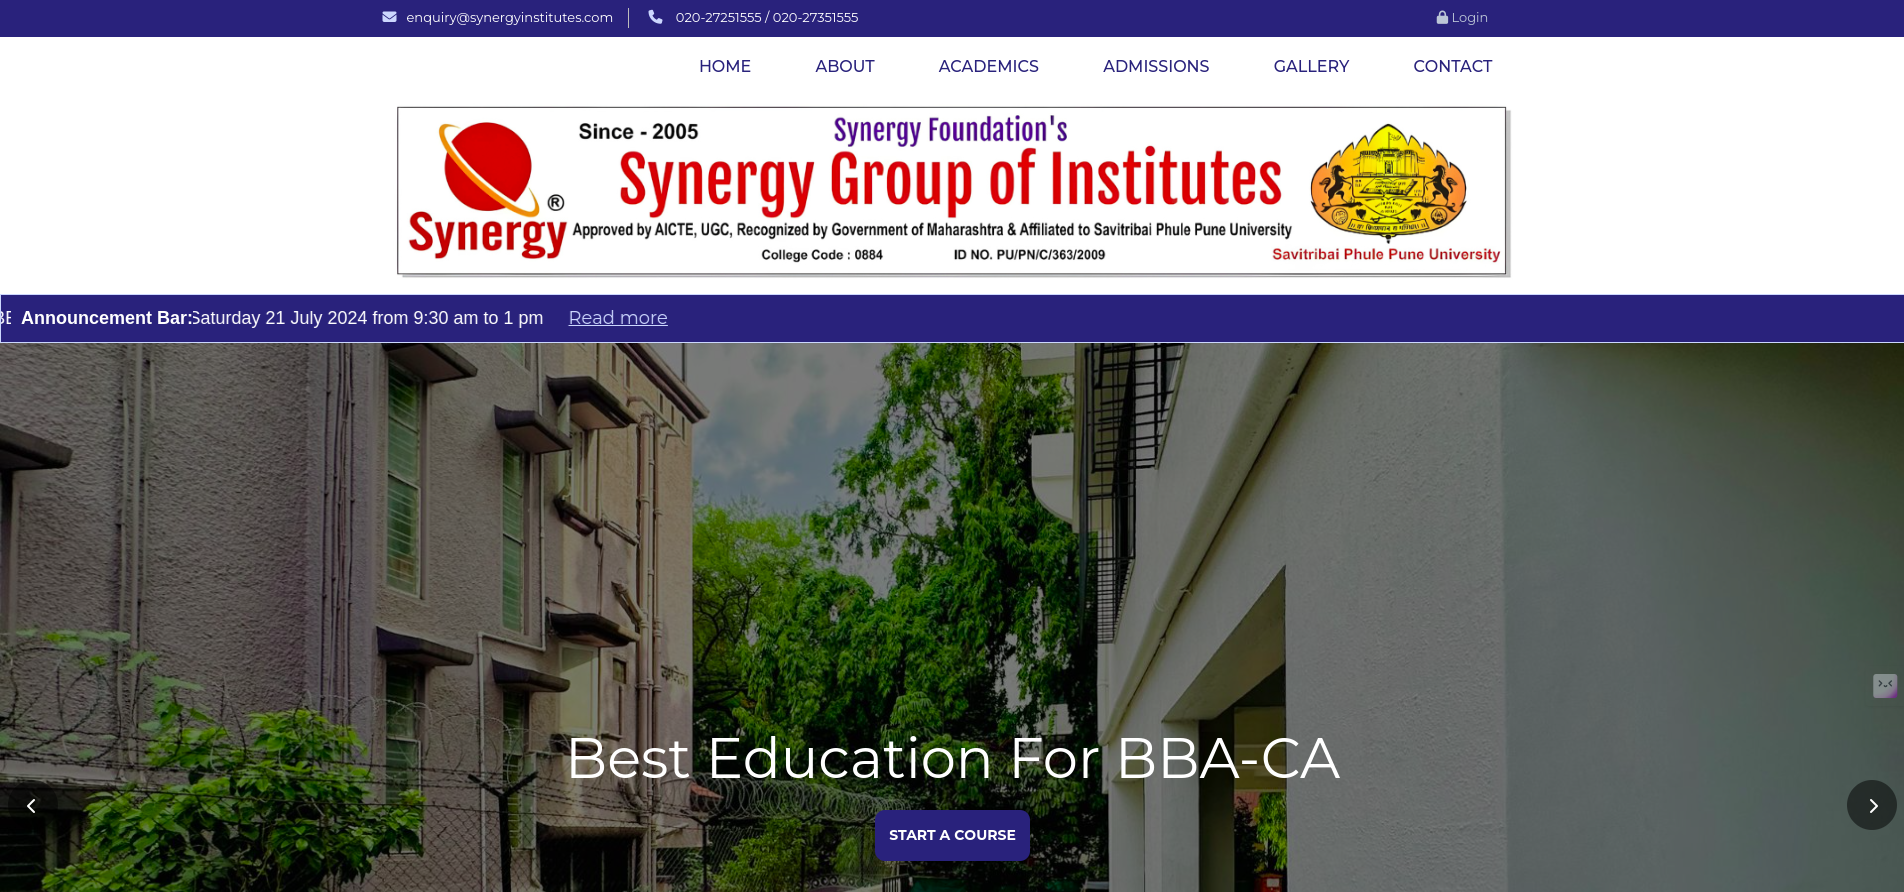 enquiry@synergyinstitutes.com
020-27251555 / 020-27351555
Login
HOME
ABOUT
ACADEMICS
ADMISSIONS
GALLERY
CONTACT
Since - 2005
Synergy Foundation's
Synergy Group of Institutes
Synergy®
Approved by AICTE, UGC, Recognized by Government of Maharashtra & Affiliated to Savitribai Phule Pune University
College Code : 0884
ID NO. PU/PN/C/363/2009
Savitribai Phule Pune University
Announcement Bar:
Saturday 21 July 2024 from 9:30 am to 1 pm
Read more
Best Education For BBA-CA
START A COURSE